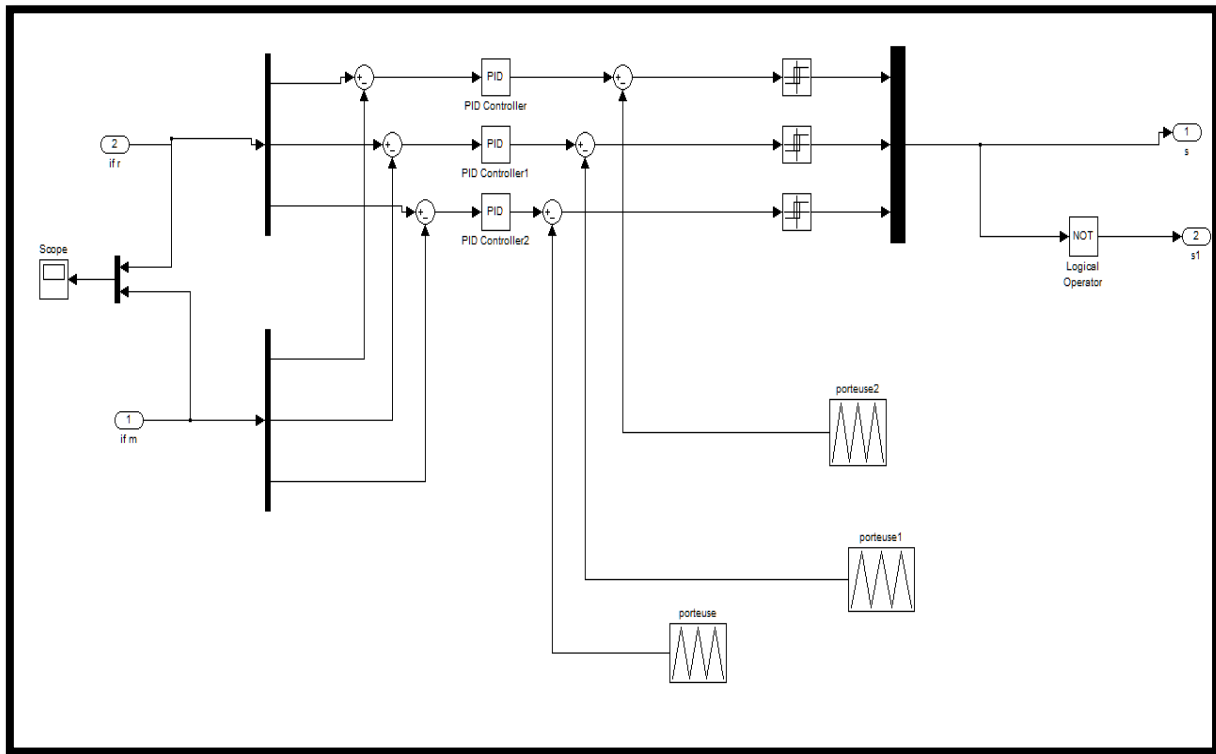 PID
PID Controller
2
if r
PID
PID Controller1
1
s
PID
PID Controller2
NOT
2
s1
Logical
Operator
Scope
porteuse2
1
if m
porteuse1
porteuse